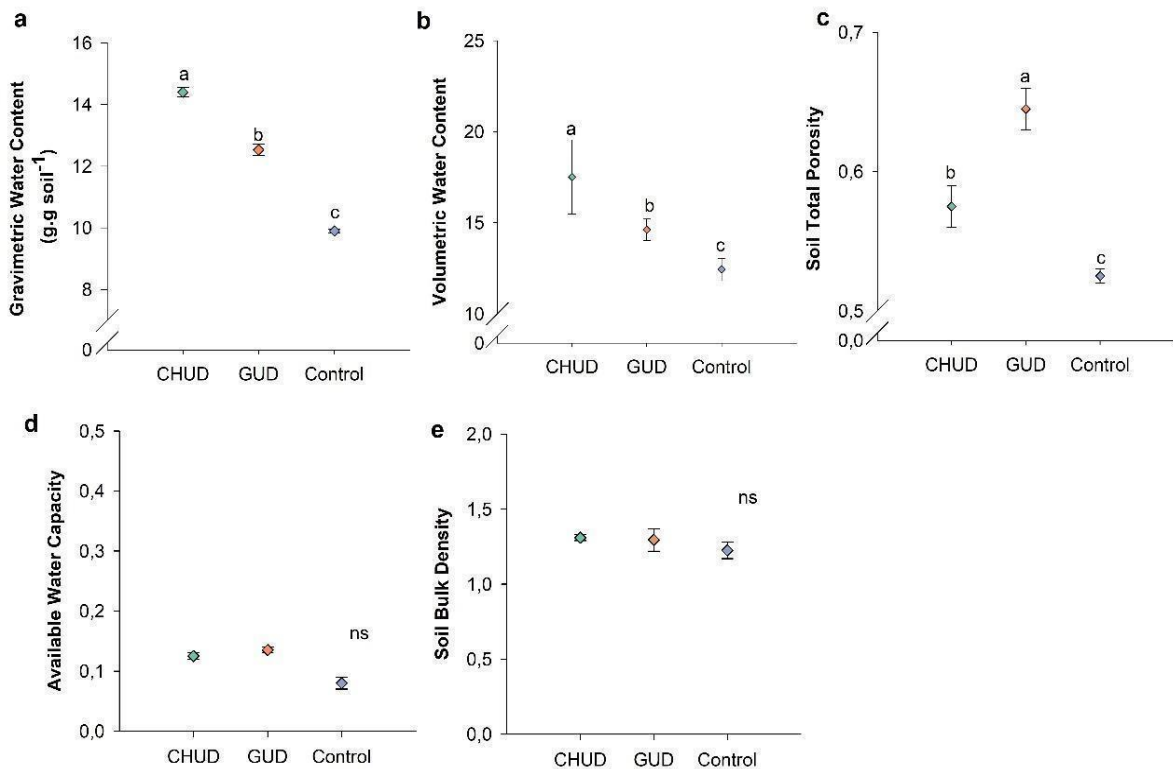 a
Gravimetric Water Content
(g.g soil⁻¹)
16
14
12
10
8
0
a
b
c
CHUD GUD Control
b
Volumetric Water Content
25
20
15
10
0
a
b
c
CHUD GUD Control
c
Soil Total Porosity
0,7
0,6
0,5
0,0
b
a
c
CHUD GUD Control
d
Available Water Capacity
0,5
0,4
0,3
0,2
0,1
0,0
ns
CHUD GUD Control
e
Soil Bulk Density
2,0
1,5
1,0
0,5
0,0
ns
CHUD GUD Control